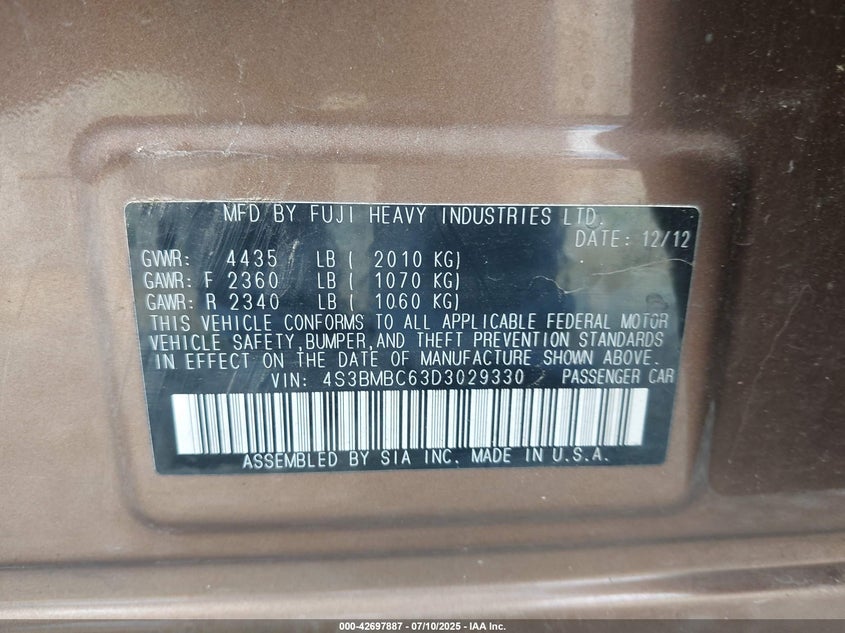 MFD BY FUJI HEAVY INDUSTRIES LTD.
DATE: 12/12
GVWR: 4435 LB ( 2010 KG)
GAWR: F 2360 LB ( 1070 KG)
GAWR: R 2340 LB ( 1060 KG)
THIS VEHICLE CONFORMS TO ALL APPLICABLE FEDERAL MOTOR
VEHICLE SAFETY,BUMPER,AND THEFT PREVENTION STANDARDS
IN EFFECT ON THE DATE OF MANUFACTURE SHOWN ABOVE.
VIN: 4S3BMBC63D3029330 PASSENGER CAR
ASSEMBLED BY SIA INC. MADE IN U.S.A.
000-42697887 - 07/10/2025 - IAA Inc.